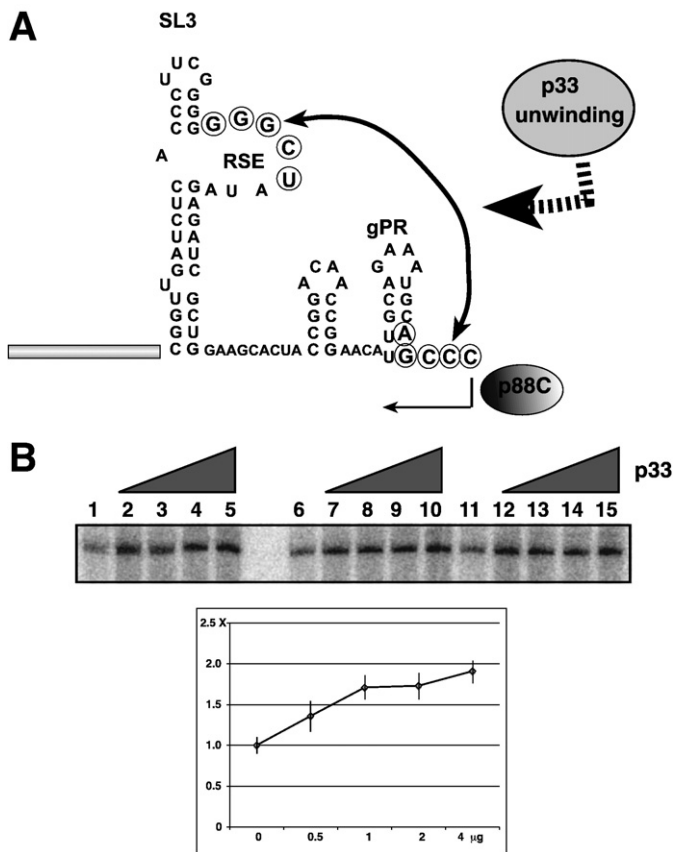 A
SL3
U C
U G
C G
C G
C G G G G
p33
unwinding
C
A
RSE
U
C G A U A
U A
C G
U A
A U
G C
U
U G
U C
G U
G G
C G GAAGCACUA
C A
A A
G C
G C
C G
C G AACA
gPR
A A
G A
A U
C G
G C
U A
U G C C C
p88C
B
p33
1 2 3 4 5 6 7 8 9 10 11 12 13 14 15
2.5 X
2.0
1.5
1.0
0.5
0
0 0.5 1 2 4 µg